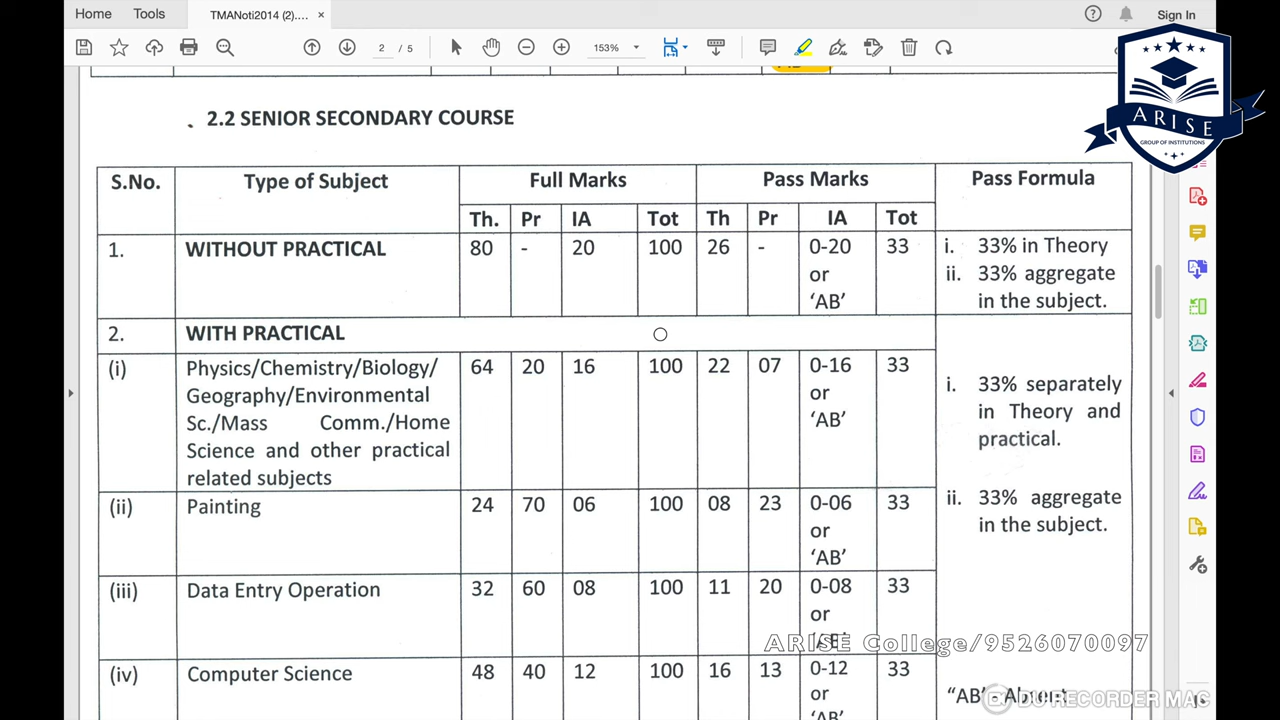 Home Tools TMANoti2014 (2).... × Sign In
2 / 5 153%
2.2 SENIOR SECONDARY COURSE
S.No. Type of Subject Full Marks Pass Marks Pass Formula
Th. Pr IA Tot Th Pr IA Tot
1. WITHOUT PRACTICAL 80 - 20 100 26 - 0-20 33 i. 33% in Theory
or ii. 33% aggregate
'AB' in the subject.
2. WITH PRACTICAL
(i) Physics/Chemistry/Biology/ 64 20 16 100 22 07 0-16 33 i. 33% separately
Geography/Environmental or in Theory and
Sc./Mass Comm./Home 'AB' practical.
Science and other practical
related subjects
(ii) Painting 24 70 06 100 08 23 0-06 33 ii. 33% aggregate
or in the subject.
'AB'
(iii) Data Entry Operation 32 60 08 100 11 20 0-08 33
or
'AB'
(iv) Computer Science 48 40 12 100 16 13 0-12 33
or "AB" - Absent
'AB'
ARISE
GROUP OF INSTITUTIONS
ARISE College/9526070097
DU RECORDER MAC